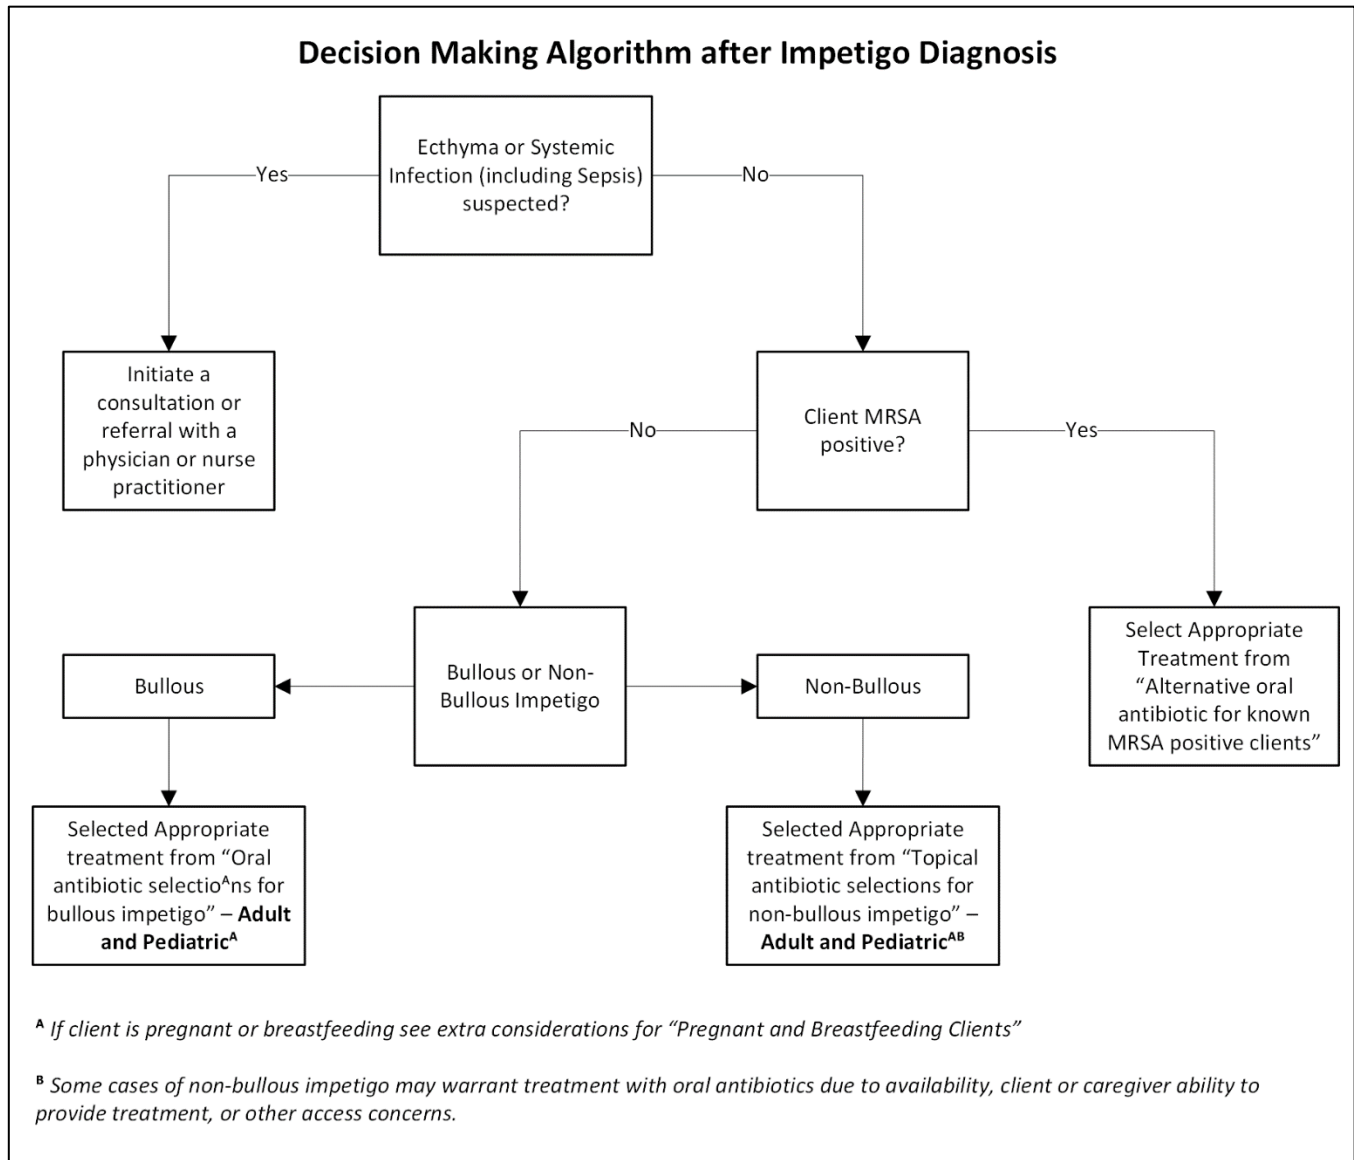 Decision Making Algorithm after Impetigo Diagnosis
Ecthyma or Systemic
Infection (including Sepsis)
suspected?
Yes
No
Initiate a
consultation or
referral with a
physician or nurse
practitioner
Client MRSA
positive?
No
Yes
Bullous or Non-
Bullous Impetigo
Bullous
Non-Bullous
Select Appropriate
Treatment from
“Alternative oral
antibiotic for known
MRSA positive clients”
Selected Appropriate
treatment from “Oral
antibiotic selectioᴬns for
bullous impetigo” – Adult
and Pediatricᴬ
Selected Appropriate
treatment from “Topical
antibiotic selections for
non-bullous impetigo” –
Adult and Pediatricᴬᴮ
ᴬ If client is pregnant or breastfeeding see extra considerations for “Pregnant and Breastfeeding Clients”
ᴮ Some cases of non-bullous impetigo may warrant treatment with oral antibiotics due to availability, client or caregiver ability to
provide treatment, or other access concerns.